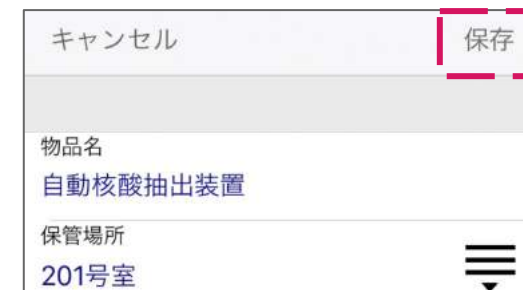 キャンセル 保存
物品名
自動核酸抽出装置
保管場所
201号室